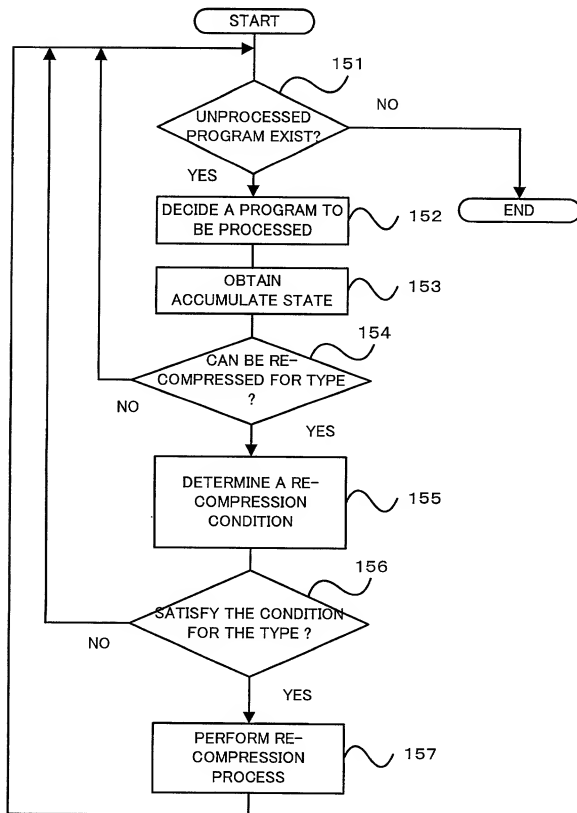 START
151
UNPROCESSED
PROGRAM EXIST?
NO
YES
DECIDE A PROGRAM TO
BE PROCESSED
152
END
OBTAIN
ACCUMULATE STATE
153
154
CAN BE RE-
COMPRESSED FOR TYPE
?
NO
YES
DETERMINE A RE-
COMPRESSION
CONDITION
155
156
SATISFY THE CONDITION
FOR THE TYPE ?
NO
YES
PERFORM RE-
COMPRESSION
PROCESS
157